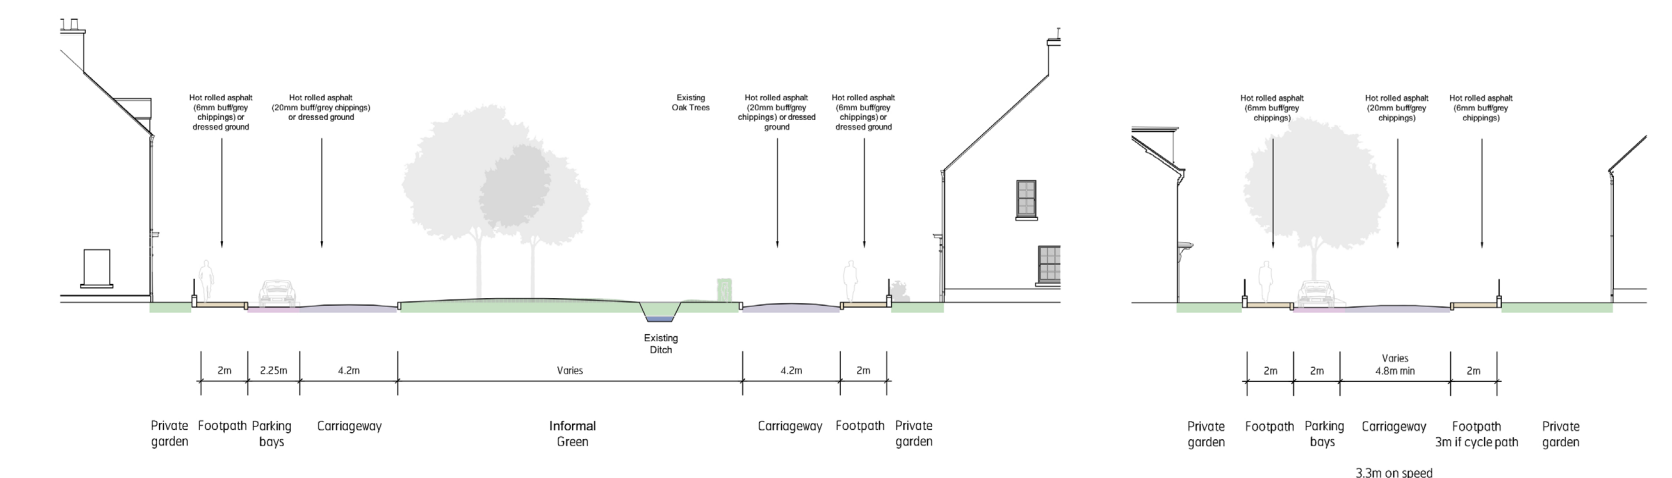 Hot rolled asphalt
(6mm buff/grey
chippings) or
dressed ground
Hot rolled asphalt
(20mm buff/grey chippings)
or dressed ground
Existing
Oak Trees
Hot rolled asphalt
(20mm buff/grey
chippings) or dressed
ground
Hot rolled asphalt
(6mm buff/grey
chippings) or
dressed ground
Existing
Ditch
2m
2.25m
4.2m
Varies
4.2m
2m
Private
garden
Footpath
Parking
bays
Carriageway
Informal
Green
Carriageway
Footpath
Private
garden
Hot rolled asphalt
(6mm buff/grey
chippings)
Hot rolled asphalt
(20mm buff/grey
chippings)
Hot rolled asphalt
(6mm buff/grey
chippings)
2m
2m
Varies
4.8m min
2m
Private
garden
Footpath
Parking
bays
Carriageway
Footpath
3m if cycle path
Private
garden
3.3m on speed